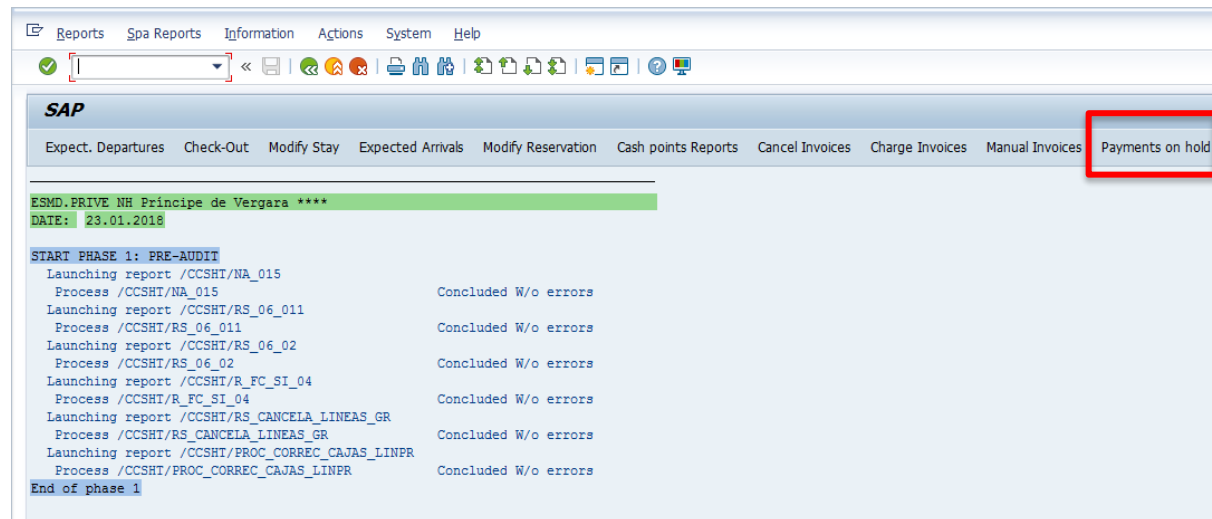 Reports Spa Reports Information Actions System Help
SAP
Expect. Departures Check-Out Modify Stay Expected Arrivals Modify Reservation Cash points Reports Cancel Invoices Charge Invoices Manual Invoices Payments on hold
ESMD.PRIVE NH Príncipe de Vergara ****
DATE: 23.01.2018
START PHASE 1: PRE-AUDIT
Launching report /CCSHT/NA_015
Process /CCSHT/NA_015 Concluded W/o errors
Launching report /CCSHT/RS_06_011
Process /CCSHT/RS_06_011 Concluded W/o errors
Launching report /CCSHT/RS_06_02
Process /CCSHT/RS_06_02 Concluded W/o errors
Launching report /CCSHT/R_FC_SI_04
Process /CCSHT/R_FC_SI_04 Concluded W/o errors
Launching report /CCSHT/RS_CANCELA_LINEAS_GR
Process /CCSHT/RS_CANCELA_LINEAS_GR Concluded W/o errors
Launching report /CCSHT/PROC_CORREC_CAJAS_LINPR
Process /CCSHT/PROC_CORREC_CAJAS_LINPR Concluded W/o errors
End of phase 1